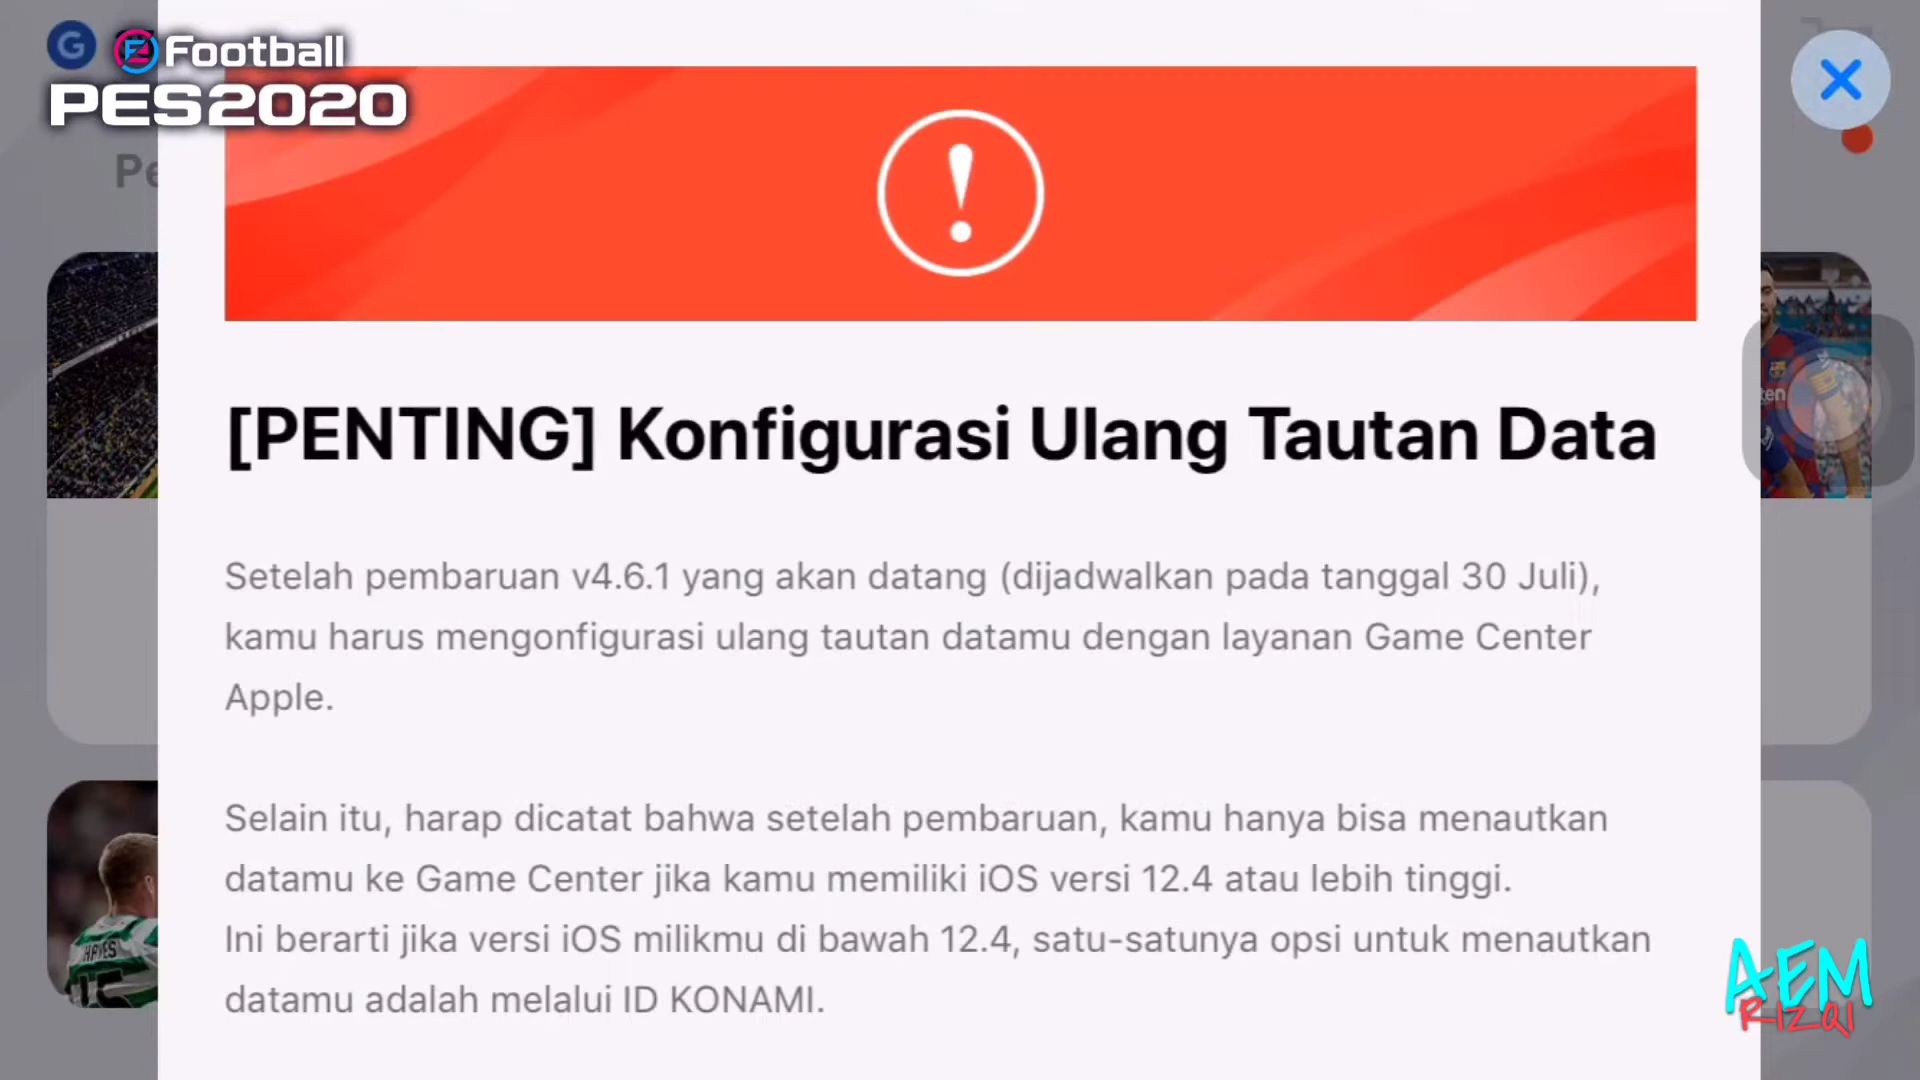 G
eFootball
PES2020
Pe
[PENTING] Konfigurasi Ulang Tautan Data
Setelah pembaruan v4.6.1 yang akan datang (dijadwalkan pada tanggal 30 Juli),
kamu harus mengonfigurasi ulang tautan datamu dengan layanan Game Center
Apple.
Selain itu, harap dicatat bahwa setelah pembaruan, kamu hanya bisa menautkan
datamu ke Game Center jika kamu memiliki iOS versi 12.4 atau lebih tinggi.
Ini berarti jika versi iOS milikmu di bawah 12.4, satu-satunya opsi untuk menautkan
datamu adalah melalui ID KONAMI.
HAYES
15
AEM
RIZQI